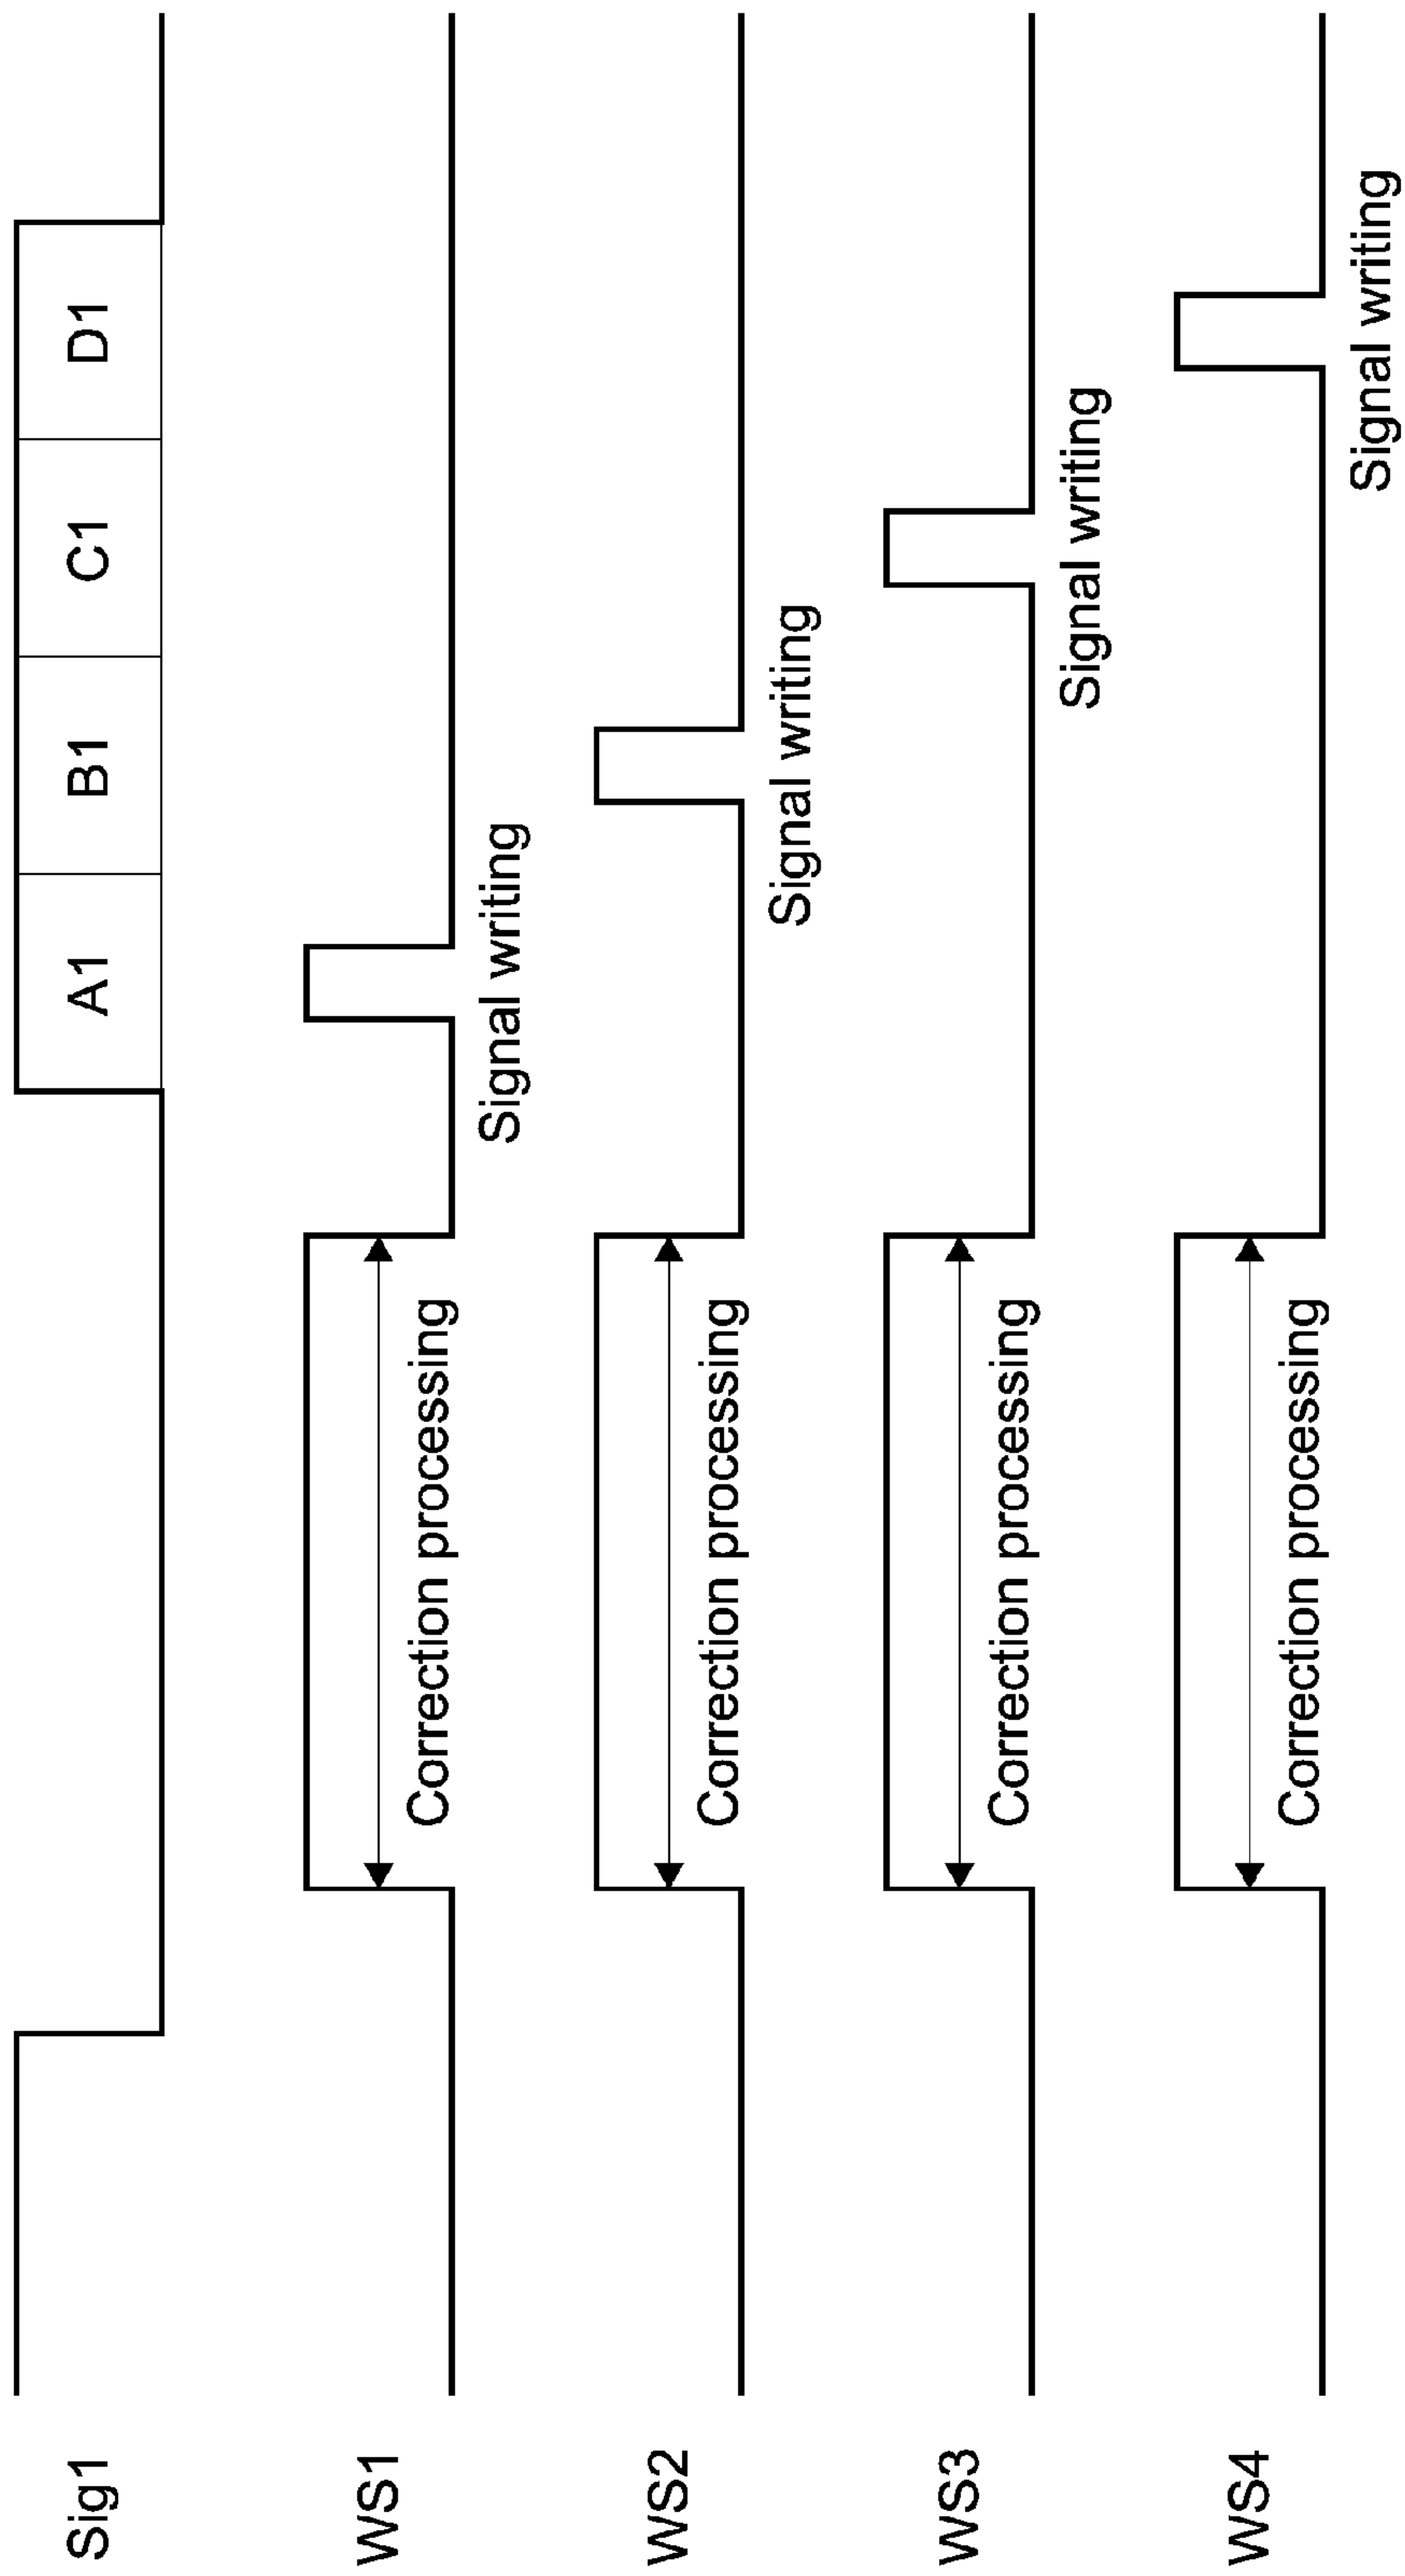 Sig1
A1
B1
C1
D1
WS1
Correction processing
Signal writing
WS2
Correction processing
Signal writing
WS3
Correction processing
Signal writing
WS4
Correction processing
Signal writing